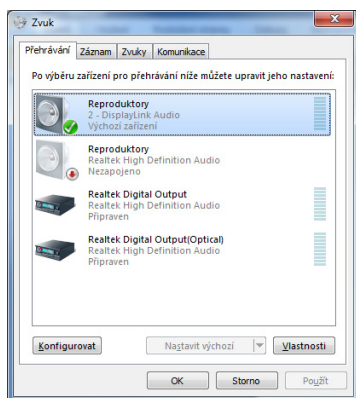 Zvuk
Přehrávání Záznam Zvuky Komunikace
Po výběru zařízení pro přehrávání níže můžete upravit jeho nastavení:
Reproduktory
2 - DisplayLink Audio
Výchozí zařízení
Reproduktory
Realtek High Definition Audio
Nezapojeno
Realtek Digital Output
Realtek High Definition Audio
Připraven
Realtek Digital Output(Optical)
Realtek High Definition Audio
Připraven
Konfigurovat Nastavit výchozí Vlastnosti
OK Storno Použít